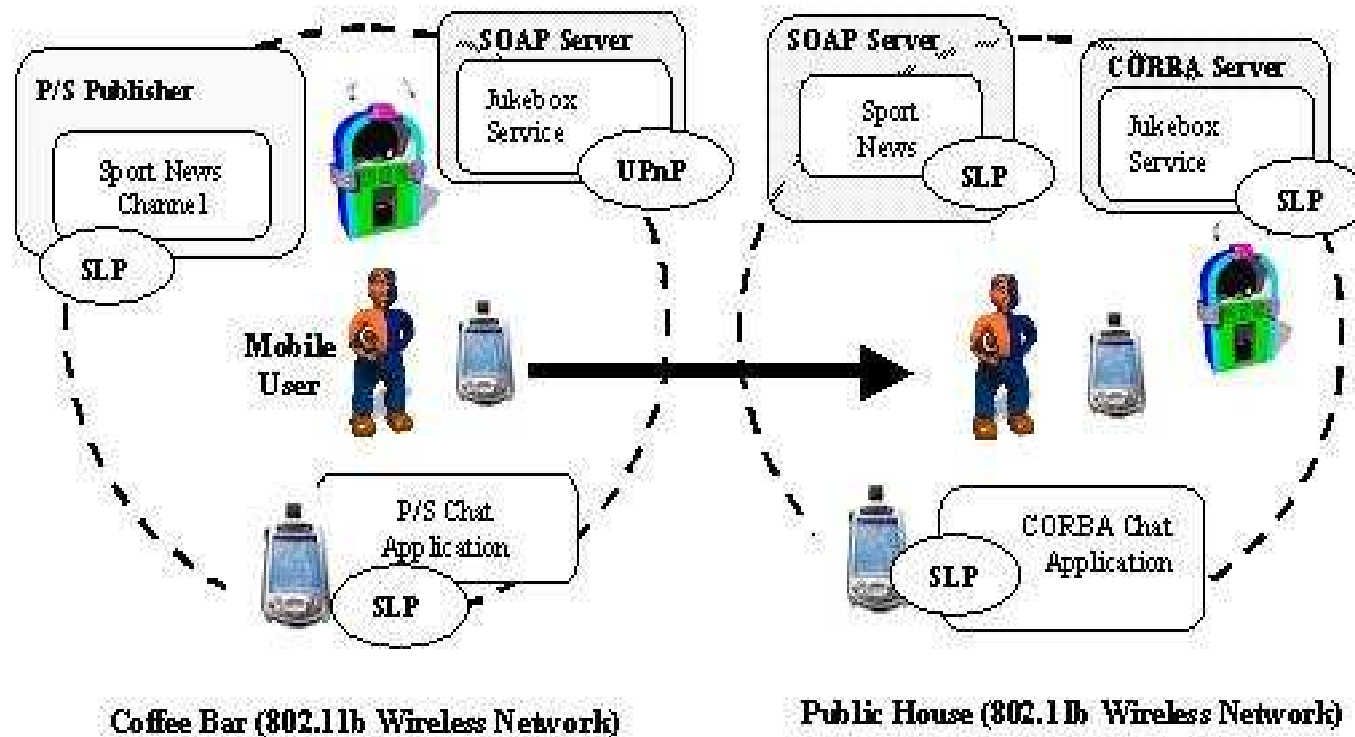 P/S Publisher
Sport News
Channel
SLP
SOAP Server
Jukebox
Service
UPnP
Mobile
User
P/S Chat
Application
SLP
Coffee Bar (802.11b Wireless Network)
SOAP Server
Sport
News
SLP
CORBA Server
Jukebox
Service
SLP
CORBA Chat
Application
SLP
Public House (802.11b Wireless Network)